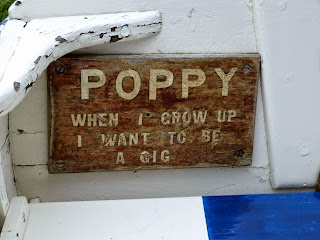 POPPY
WHEN I GROW UP
I WANT TO BE
A GIG